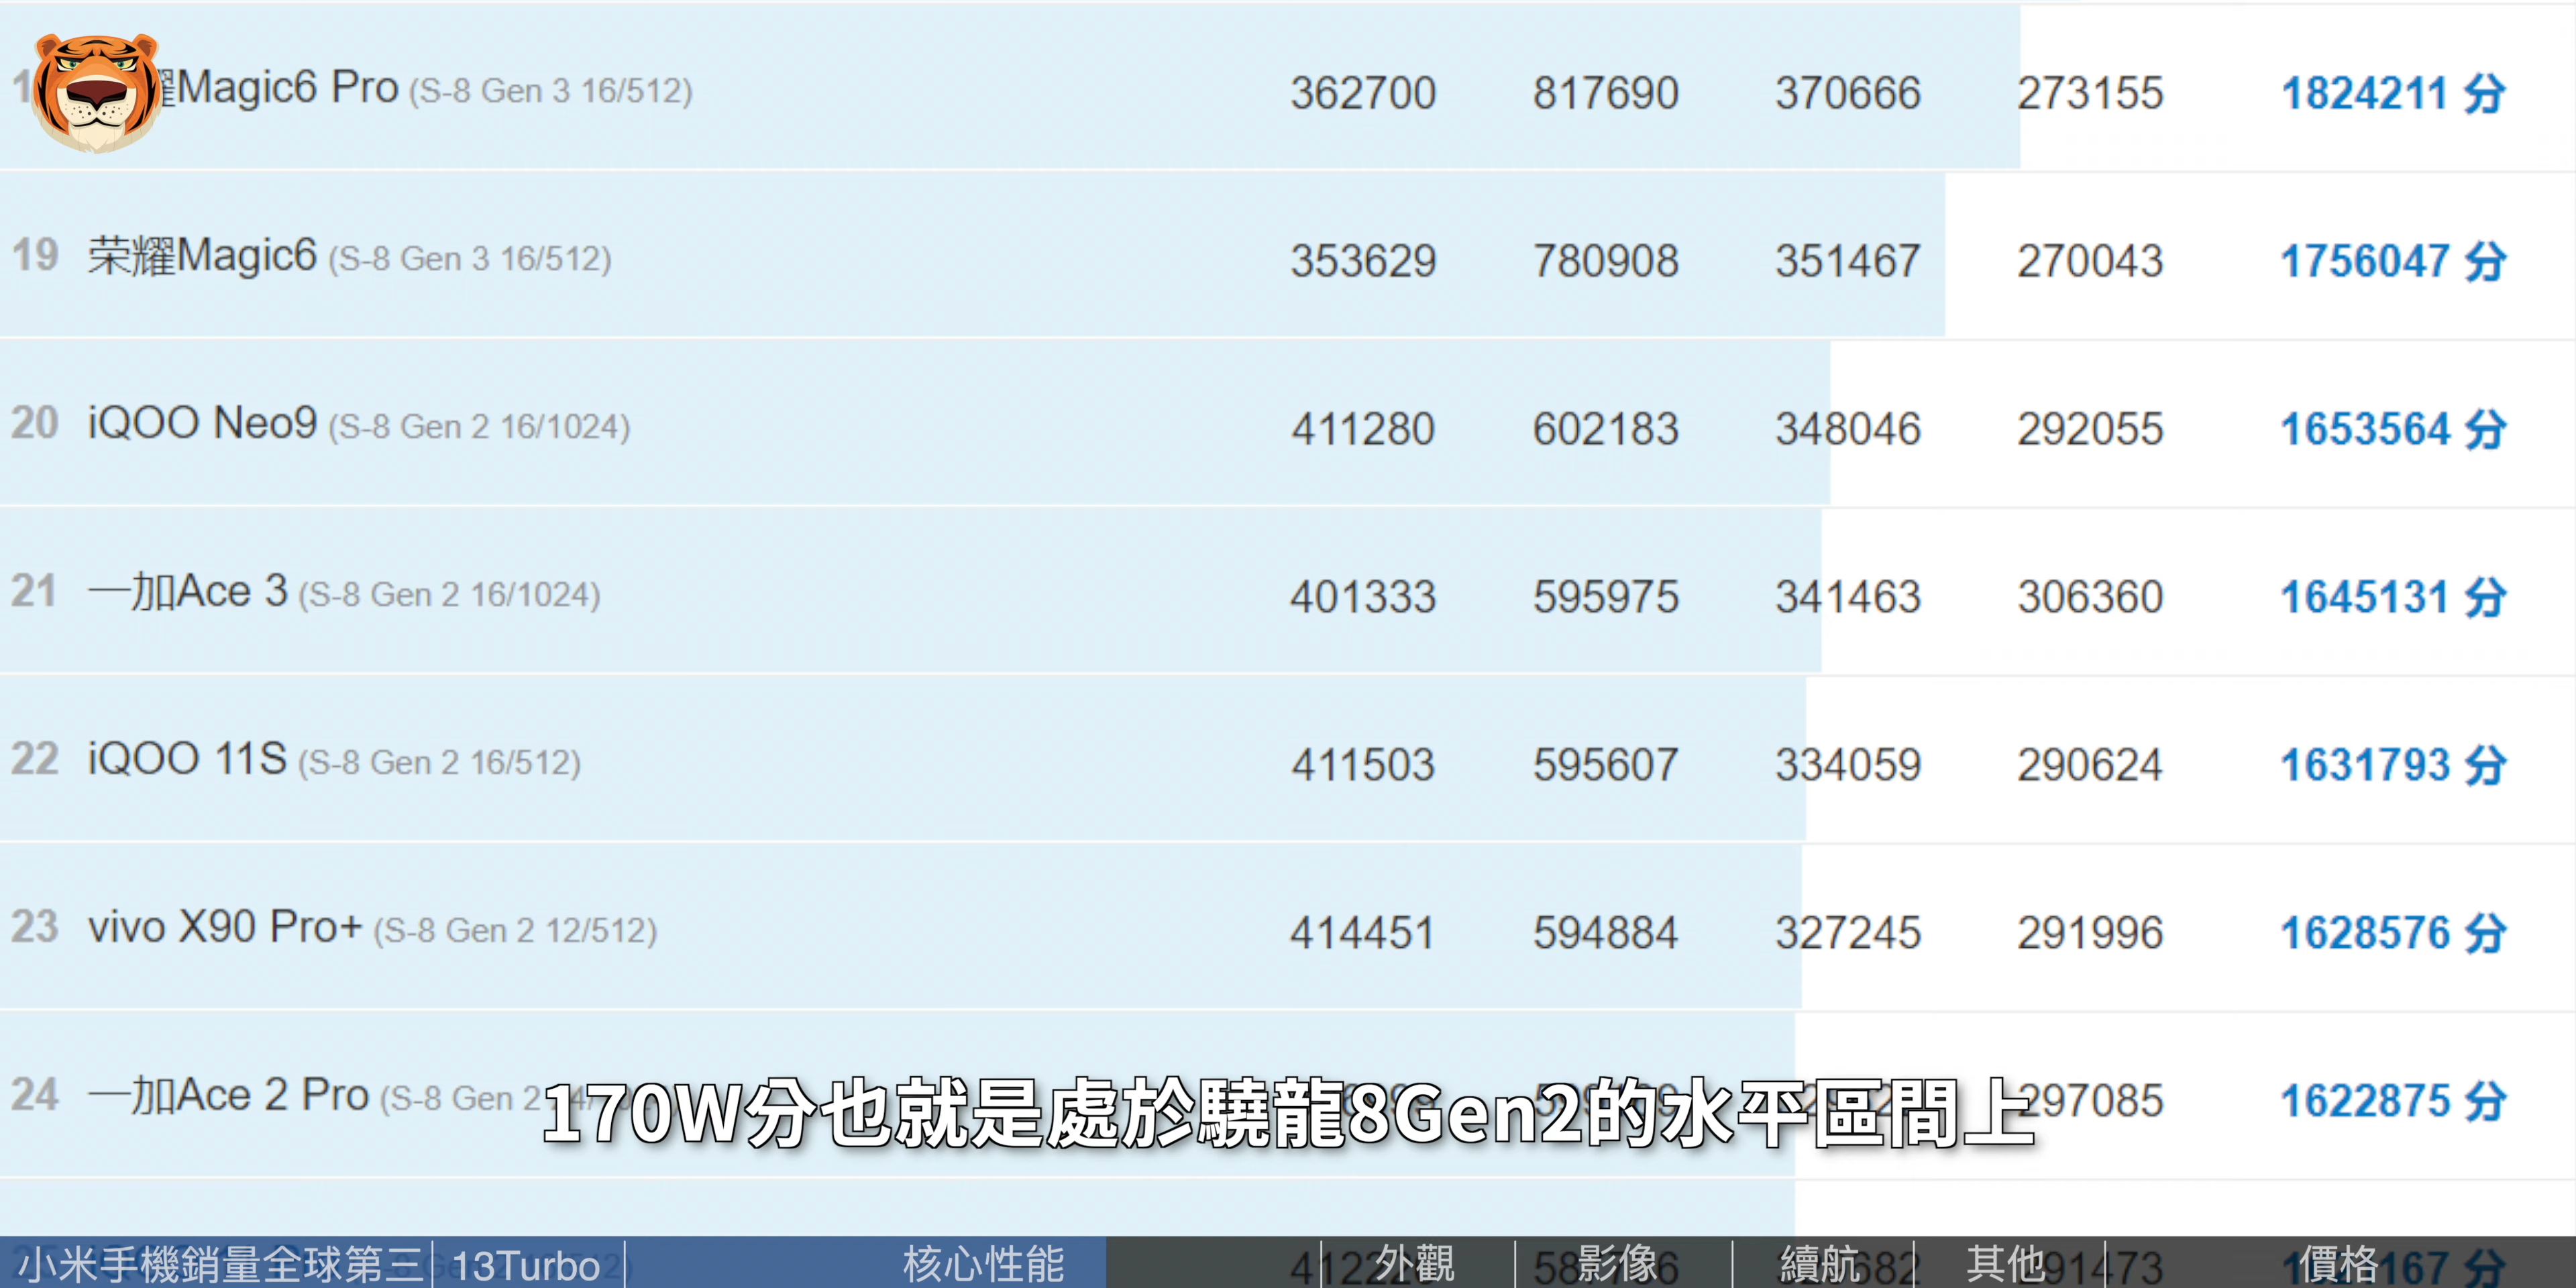 耀Magic6 Pro (S-8 Gen 3 16/512) 362700 817690 370666 273155 1824211 分
19 荣耀Magic6 (S-8 Gen 3 16/512) 353629 780908 351467 270043 1756047 分
20 iQOO Neo9 (S-8 Gen 2 16/1024) 411280 602183 348046 292055 1653564 分
21 一加Ace 3 (S-8 Gen 2 16/1024) 401333 595975 341463 306360 1645131 分
22 iQOO 11S (S-8 Gen 2 16/512) 411503 595607 334059 290624 1631793 分
23 vivo X90 Pro+ (S-8 Gen 2 12/512) 414451 594884 327245 291996 1628576 分
24 一加Ace 2 Pro (S-8 Gen 2 297085 1622875 分
170W分也就是處於驍龍8Gen2的水平區間上
小米手機銷量全球第三 13Turbo 核心性能 外觀 影像 續航 其他 價格